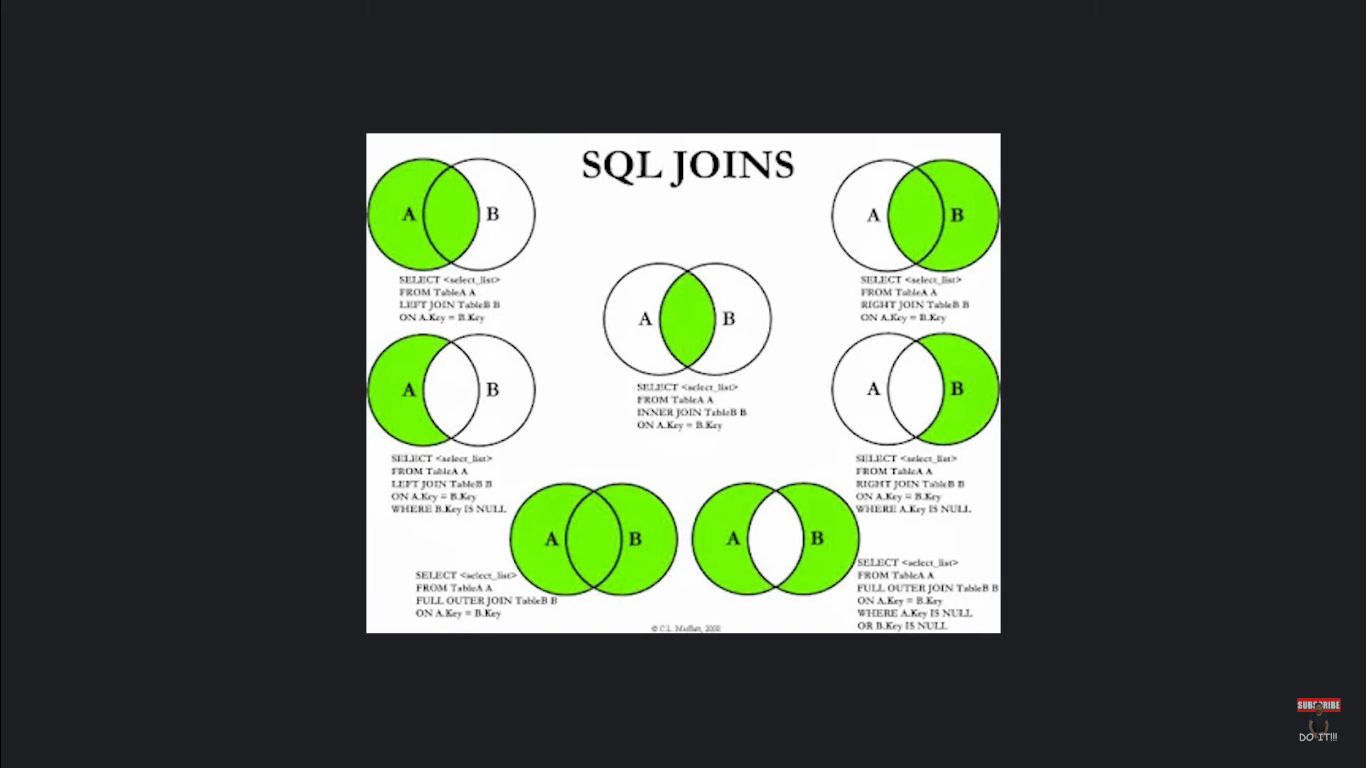 SQL JOINS
A B
SELECT <select_list>
FROM TableA A
LEFT JOIN TableB B
ON A.Key = B.Key
A B
SELECT <select_list>
FROM TableA A
RIGHT JOIN TableB B
ON A.Key = B.Key
A B
SELECT <select_list>
FROM TableA A
INNER JOIN TableB B
ON A.Key = B.Key
A B
SELECT <select_list>
FROM TableA A
LEFT JOIN TableB B
ON A.Key = B.Key
WHERE B.Key IS NULL
A B
SELECT <select_list>
FROM TableA A
RIGHT JOIN TableB B
ON A.Key = B.Key
WHERE A.Key IS NULL
A B
SELECT <select_list>
FROM TableA A
FULL OUTER JOIN TableB B
ON A.Key = B.Key
A B
SELECT <select_list>
FROM TableA A
FULL OUTER JOIN TableB B
ON A.Key = B.Key
WHERE A.Key IS NULL
OR B.Key IS NULL
© C.L.
SUBSCRIBE
DO IT!!!